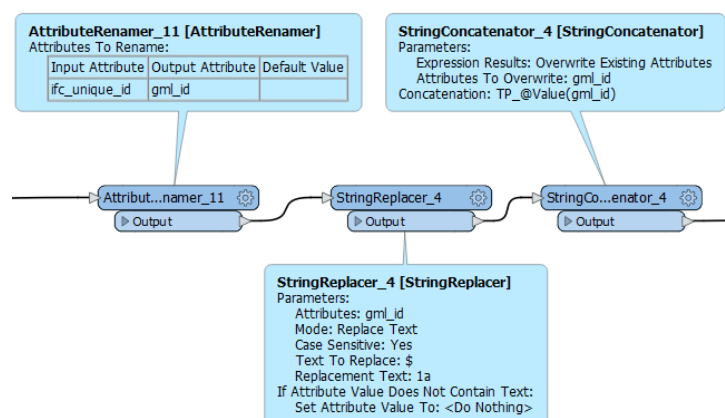 AttributeRenamer_11 [AttributeRenamer]
Attributes To Rename:
Input Attribute Output Attribute Default Value
ifc_unique_id gml_id
StringConcatenator_4 [StringConcatenator]
Parameters:
Expression Results: Overwrite Existing Attributes
Attributes To Overwrite: gml_id
Concatenation: TP_@Value(gml_id)
Attribut...namer_11
Output
StringReplacer_4
Output
StringCo...enator_4
Output
StringReplacer_4 [StringReplacer]
Parameters:
Attributes: gml_id
Mode: Replace Text
Case Sensitive: Yes
Text To Replace: $
Replacement Text: 1a
If Attribute Value Does Not Contain Text:
Set Attribute Value To: <Do Nothing>